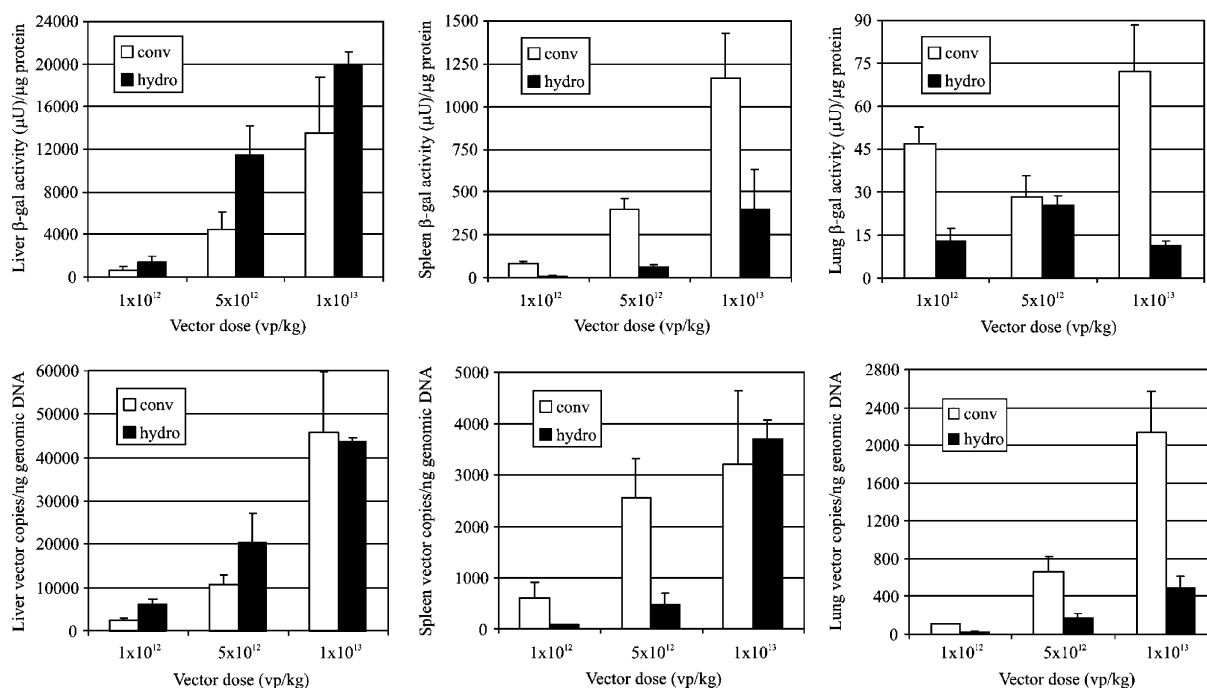 Liver β-gal activity (μU)/μg protein
24000
20000
16000
12000
8000
4000
0
conv
hydro
1x10¹² 5x10¹² 1x10¹³
Vector dose (vp/kg)
Spleen β-gal activity (μU)/μg protein
1500
1250
1000
750
500
250
0
conv
hydro
1x10¹² 5x10¹² 1x10¹³
Vector dose (vp/kg)
Lung β-gal activity (μU)/μg protein
90
75
60
45
30
15
0
conv
hydro
1x10¹² 5x10¹² 1x10¹³
Vector dose (vp/kg)
Liver vector copies/ng genomic DNA
60000
50000
40000
30000
20000
10000
0
conv
hydro
1x10¹² 5x10¹² 1x10¹³
Vector dose (vp/kg)
Spleen vector copies/ng genomic DNA
5000
4000
3000
2000
1000
0
conv
hydro
1x10¹² 5x10¹² 1x10¹³
Vector dose (vp/kg)
Lung vector copies/ng genomic DNA
2800
2400
2000
1600
1200
800
400
0
conv
hydro
1x10¹² 5x10¹² 1x10¹³
Vector dose (vp/kg)